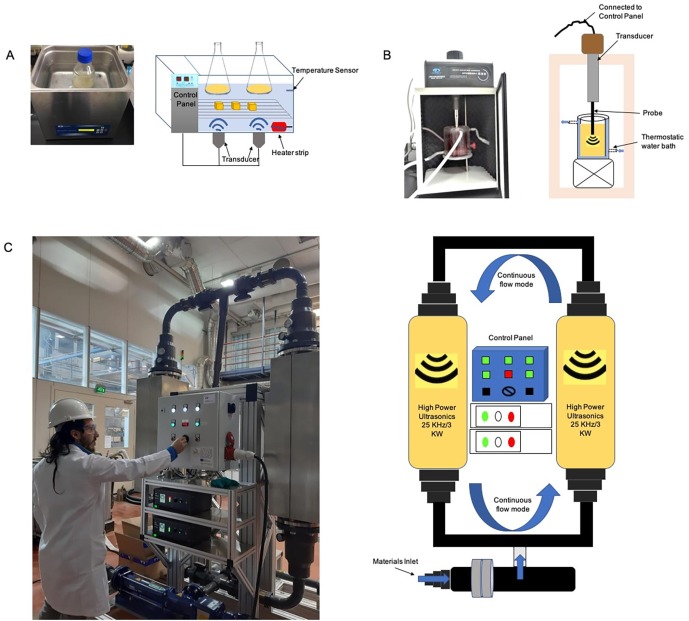 A
Control
Panel
Temperature Sensor
Transducer
Heater strip
B
Connected to
Control Panel
Transducer
Probe
Thermostatic
water bath
C
Continuous
flow mode
Control Panel
High Power
Ultrasonics
25 KHz/3
KW
High Power
Ultrasonics
25 KHz/3
KW
Continuous
flow mode
Materials Inlet